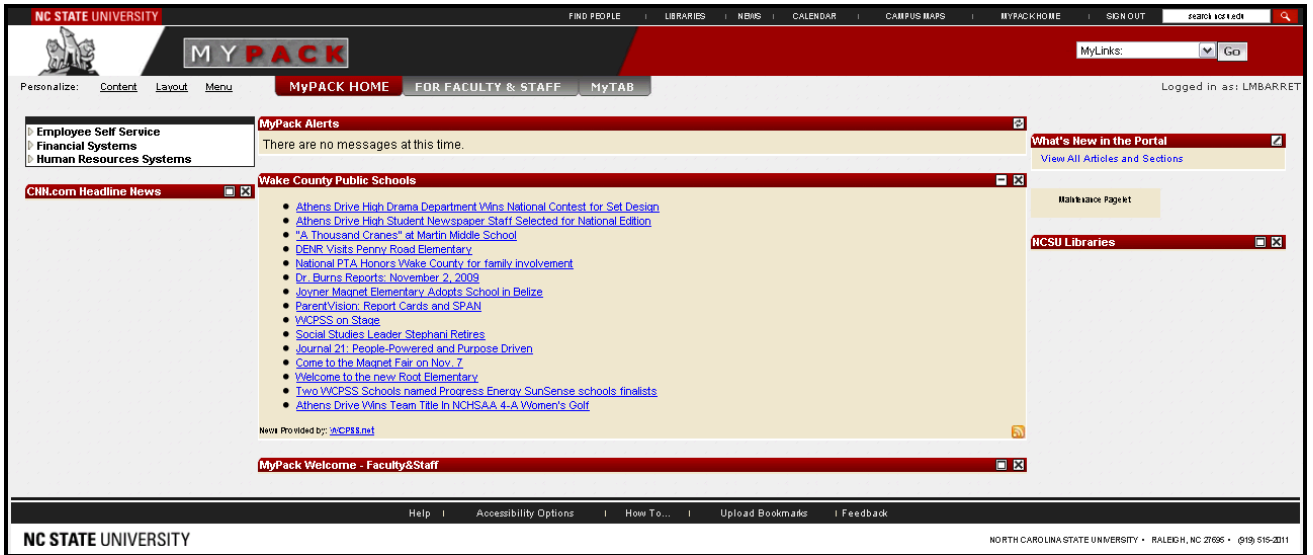 NC STATE UNIVERSITY
FIND PEOPLE | LIBRARIES | NEWS | CALENDAR | CAMPUS MAPS | MYPACK HOME | SIGN OUT
search ncsu.edu
MYPACK
MyLinks: Go
Personalize: Content Layout Menu
MyPACK HOME FOR FACULTY & STAFF MyTAB
Logged in as: LMBARRET
Employee Self Service
Financial Systems
Human Resources Systems
CNN.com Headline News
MyPack Alerts
There are no messages at this time.
Wake County Public Schools
Athens Drive High Drama Department Wins National Contest for Set Design
Athens Drive High Student Newspaper Staff Selected for National Edition
"A Thousand Cranes" at Martin Middle School
DENR Visits Penny Road Elementary
National PTA Honors Wake County for family involvement
Dr. Burns Reports: November 2, 2009
Joyner Magnet Elementary Adopts School in Belize
ParentVision: Report Cards and SPAN
WCPSS on Stage
Social Studies Leader Stephani Retires
Journal 21: People-Powered and Purpose Driven
Come to the Magnet Fair on Nov. 7
Welcome to the new Root Elementary
Two WCPSS Schools named Progress Energy SunSense schools finalists
Athens Drive Wins Team Title In NCHSAA 4-A Women's Golf
News Provided by: WCPSS.net
MyPack Welcome - Faculty&Staff
What's New in the Portal
View All Articles and Sections
Maintenance Pagelet
NCSU Libraries
Help | Accessibility Options | How To... | Upload Bookmarks | Feedback
NC STATE UNIVERSITY
NORTH CAROLINA STATE UNIVERSITY • RALEIGH, NC 27695 • (919) 515-2011